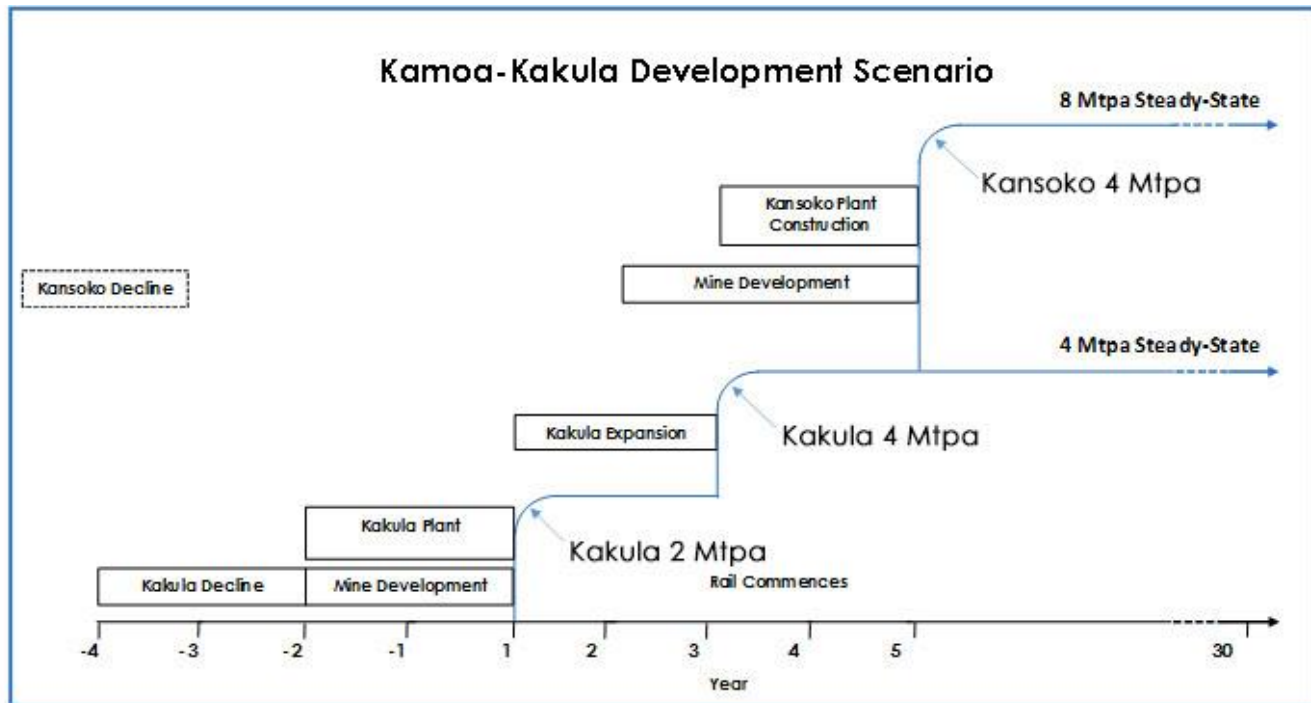 Kamoa-Kakula Development Scenario
8 Mtpa Steady-State
Kansoko 4 Mtpa
Kansoko Plant
Construction
Mine Development
Kansoko Decline
4 Mtpa Steady-State
Kakula Expansion
Kakula 4 Mtpa
Kakula Plant
Kakula 2 Mtpa
Kakula Decline
Mine Development
Rail Commences
-4 -3 -2 -1 1 2 3 4 5 30
Year